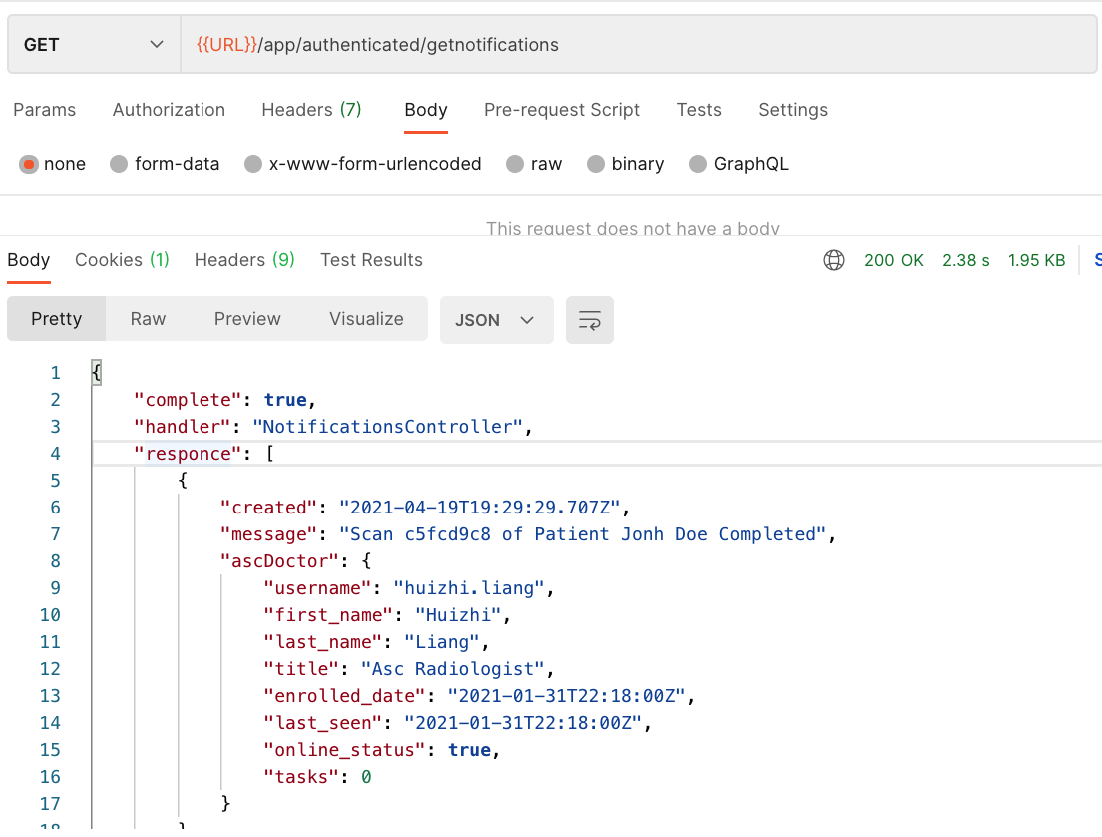 GET {{URL}}/app/authenticated/getnotifications
Params Authorization Headers (7) Body Pre-request Script Tests Settings
none form-data x-www-form-urlencoded raw binary GraphQL
This request does not have a body
Body Cookies (1) Headers (9) Test Results 200 OK 2.38 s 1.95 KB
Pretty Raw Preview Visualize JSON
1 {
2 "complete": true,
3 "handler": "NotificationsController",
4 "responce": [
5 {
6 "created": "2021-04-19T19:29:29.707Z",
7 "message": "Scan c5fcd9c8 of Patient Jonh Doe Completed",
8 "ascDoctor": {
9 "username": "huizhi.liang",
10 "first_name": "Huizhi",
11 "last_name": "Liang",
12 "title": "Asc Radiologist",
13 "enrolled_date": "2021-01-31T22:18:00Z",
14 "last_seen": "2021-01-31T22:18:00Z",
15 "online_status": true,
16 "tasks": 0
17 }
18 }